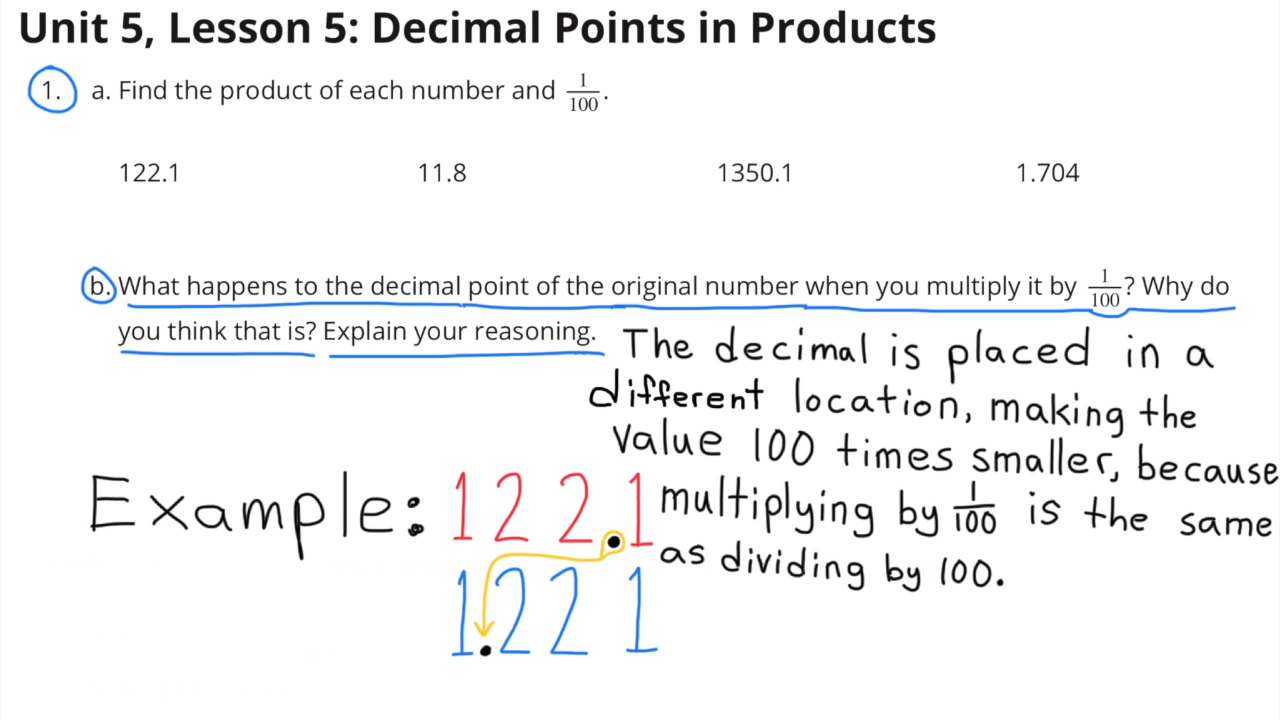 Unit 5, Lesson 5: Decimal Points in Products
1. a. Find the product of each number and 1/100.
122.1 11.8 1350.1 1.704
b. What happens to the decimal point of the original number when you multiply it by 1/100? Why do
you think that is? Explain your reasoning.
The decimal is placed in a
different location, making the
value 100 times smaller, because
multiplying by 1/100 is the same
as dividing by 100.
Example: 122.1
1.221